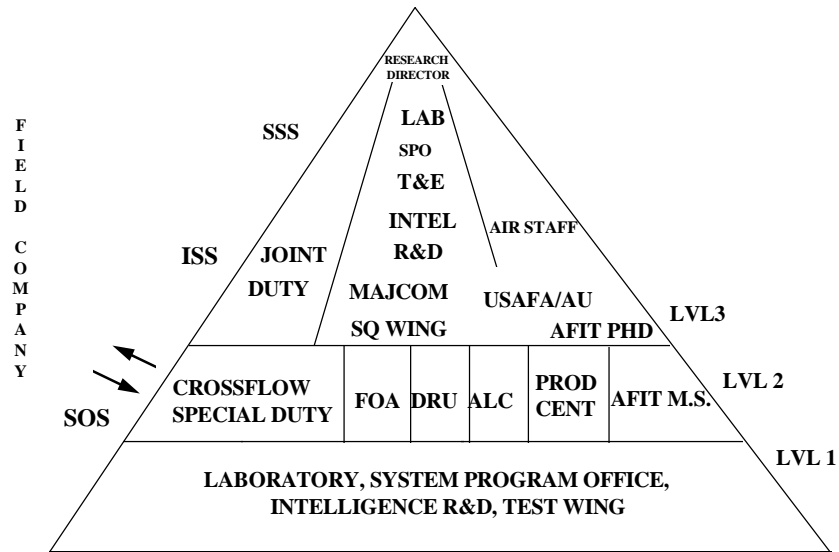 RESEARCH
DIRECTOR
LAB
SSS
SPO
T&E
INTEL
AIR STAFF
R&D
ISS
JOINT
DUTY
MAJCOM
USAFA/AU
SQ WING
AFIT PHD
LVL3
FIELD COMPANY
CROSSFLOW
SPECIAL DUTY
FOA
DRU
ALC
PROD
CENT
AFIT M.S.
LVL 2
SOS
LVL 1
LABORATORY, SYSTEM PROGRAM OFFICE,
INTELLIGENCE R&D, TEST WING